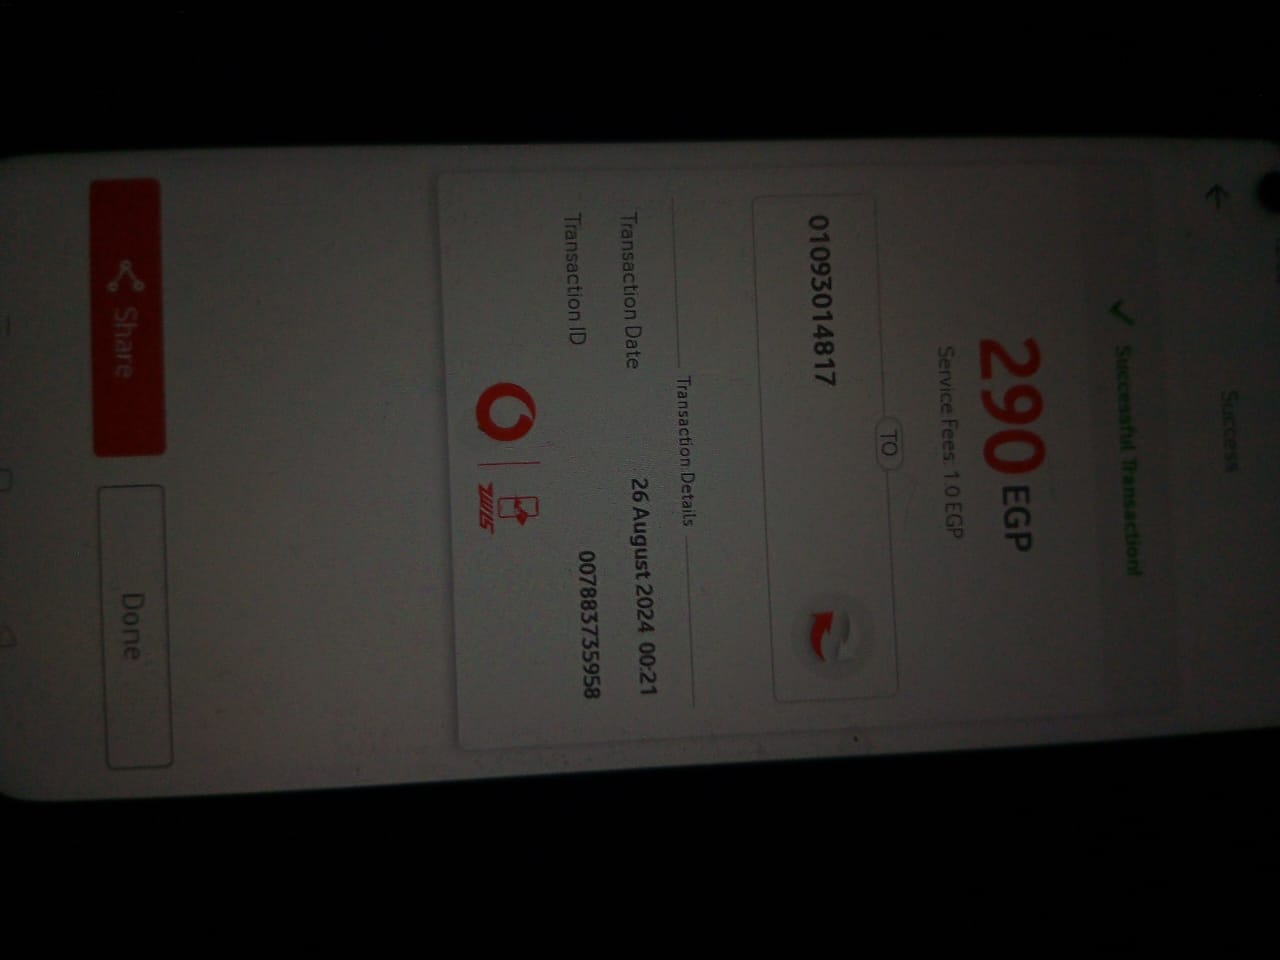 Success
Successful Transaction!
290 EGP
Service Fees: 1.0 EGP
TO
01093014817
Transaction Details
Transaction Date 26 August 2024 00:21
Transaction ID 007883735958
Share
Done